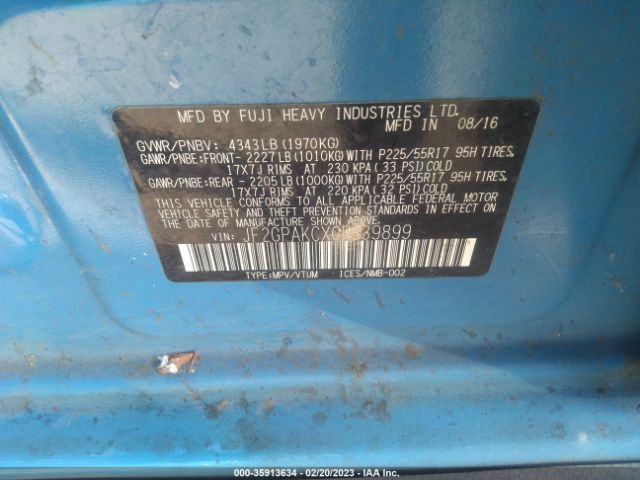 MFD BY FUJI HEAVY INDUSTRIES LTD.
MFD IN 08/16
GVWR/PNBV: 4343LB(1970KG)
GAWR/PNBE:FRONT- 2227LB(1010KG)WITH P225/55R17 95H TIRES,
17X7J RIMS AT 230 KPA(33 PSI)COLD
GAWR/PNBE:REAR - 2205LB(1000KG)WITH P225/55R17 95H TIRES,
17X7J RIMS AT 220 KPA(32 PSI)COLD
THIS VEHICLE CONFORMS TO ALL APPLICABLE FEDERAL MOTOR
VEHICLE SAFETY AND THEFT PREVENTION STANDARDS IN EFFECT ON
THE DATE OF MANUFACTURE SHOWN ABOVE.
VIN:
TYPE:MPV/VTUM ICES/NMB-002
000-35913634 - 02/20/2023 - IAA Inc.